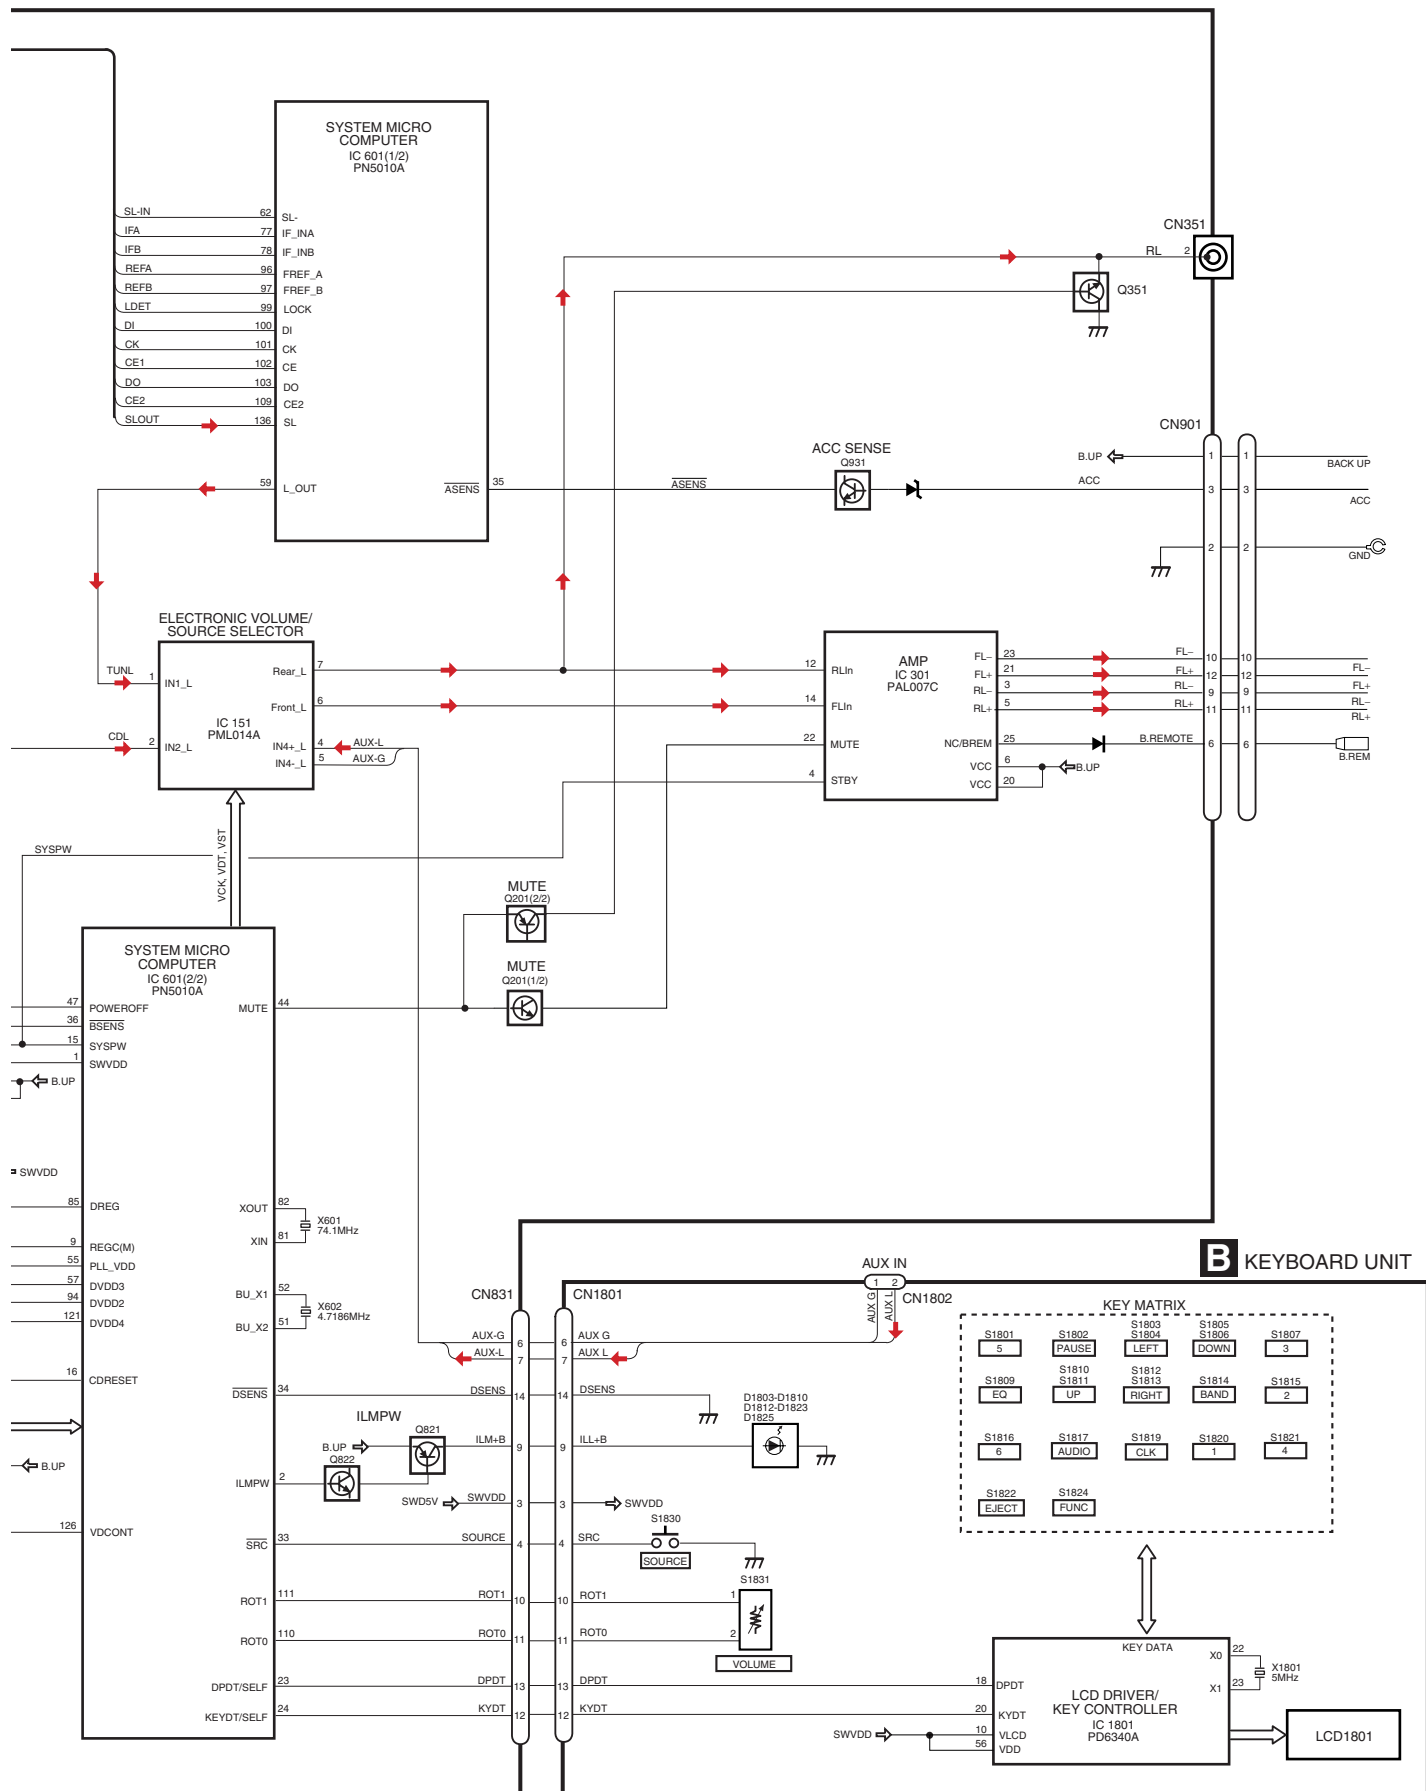 SYSTEM MICRO
COMPUTER
IC 601(1/2)
PN5010A
SL-IN 62 SL-
IFA 77 IF_INA
IFB 78 IF_INB
REFA 96 FREF_A
REFB 97 FREF_B
LDET 99 LOCK
DI 100 DI
CK 101 CK
CE1 102 CE
DO 103 DO
CE2 109 CE2
SLOUT 136 SL
59 L_OUT
ASENS 35
ASENS
ACC SENSE
Q931
CN351
RL 2
Q351
CN901
B.UP 1 1 BACK UP
ACC 3 3 ACC
2 2 GND
ELECTRONIC VOLUME/
SOURCE SELECTOR
TUNL 1 IN1_L
CDL 2 IN2_L
IC 151
PML014A
Rear_L 7
Front_L 6
IN4+_L 4 AUX-L
IN4-_L 5 AUX-G
AMP
IC 301
PAL007C
12 RLIn
14 FLIn
22 MUTE
4 STBY
FL− 23 FL− 10 10 FL−
FL+ 21 FL+ 12 12 FL+
RL− 3 RL− 9 9 RL−
RL+ 5 RL+ 11 11 RL+
NC/BREM 25 B.REMOTE 6 6 B.REM
VCC 6 B.UP
VCC 20
SYSPW
VCK, VDT, VST
MUTE
Q201(2/2)
MUTE
Q201(1/2)
SYSTEM MICRO
COMPUTER
IC 601(2/2)
PN5010A
47 POWEROFF
36 BSENS
15 SYSPW
1 SWVDD
B.UP
SWVDD
85 DREG
9 REGC(M)
55 PLL_VDD
57 DVDD3
94 DVDD2
121 DVDD4
16 CDRESET
B.UP
126 VDCONT
MUTE 44
XOUT 82
X601
74.1MHz
XIN 81
BU_X1 52
X602
4.7186MHz
BU_X2 51
DSENS 34
ILMPW 2
SRC 33
ROT1 111
ROT0 110
DPDT/SELF 23
KEYDT/SELF 24
ILMPW
Q821
B.UP
Q822
SWD5V
CN831
CN1801
AUX-G 6 6 AUX G
AUX-L 7 7 AUX L
DSENS 14 14 DSENS
ILM+B 9 9 ILL+B
SWVDD 3 3 SWVDD
SOURCE 4 4 SRC
ROT1 10 10 ROT1
ROT0 11 11 ROT0
DPDT 13 13 DPDT
KYDT 12 12 KYDT
AUX IN
1 2
CN1802
AUX G
AUX L
D1803-D1810
D1812-D1823
D1825
S1830
SOURCE
S1831
1
2
VOLUME
B KEYBOARD UNIT
KEY MATRIX
S1801
5
S1802
PAUSE
S1803
S1804
LEFT
S1805
S1806
DOWN
S1807
3
S1809
EQ
S1810
S1811
UP
S1812
S1813
RIGHT
S1814
BAND
S1815
2
S1816
6
S1817
AUDIO
S1819
CLK
S1820
1
S1821
4
S1822
EJECT
S1824
FUNC
KEY DATA
LCD DRIVER/
KEY CONTROLLER
IC 1801
PD6340A
18 DPDT
20 KYDT
10 VLCD
56 VDD
SWVDD
X0 22
X1 23
X1801
5MHz
LCD1801